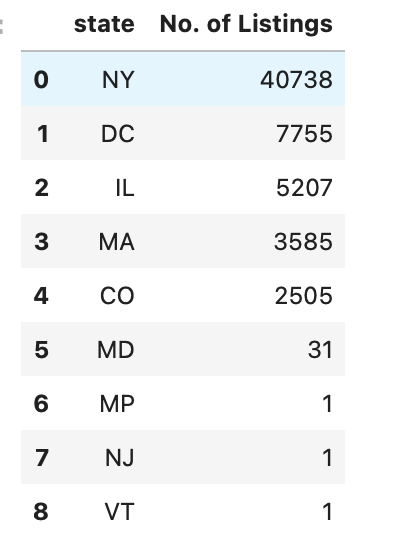 : state No. of Listings
0 NY 40738
1 DC 7755
2 IL 5207
3 MA 3585
4 CO 2505
5 MD 31
6 MP 1
7 NJ 1
8 VT 1